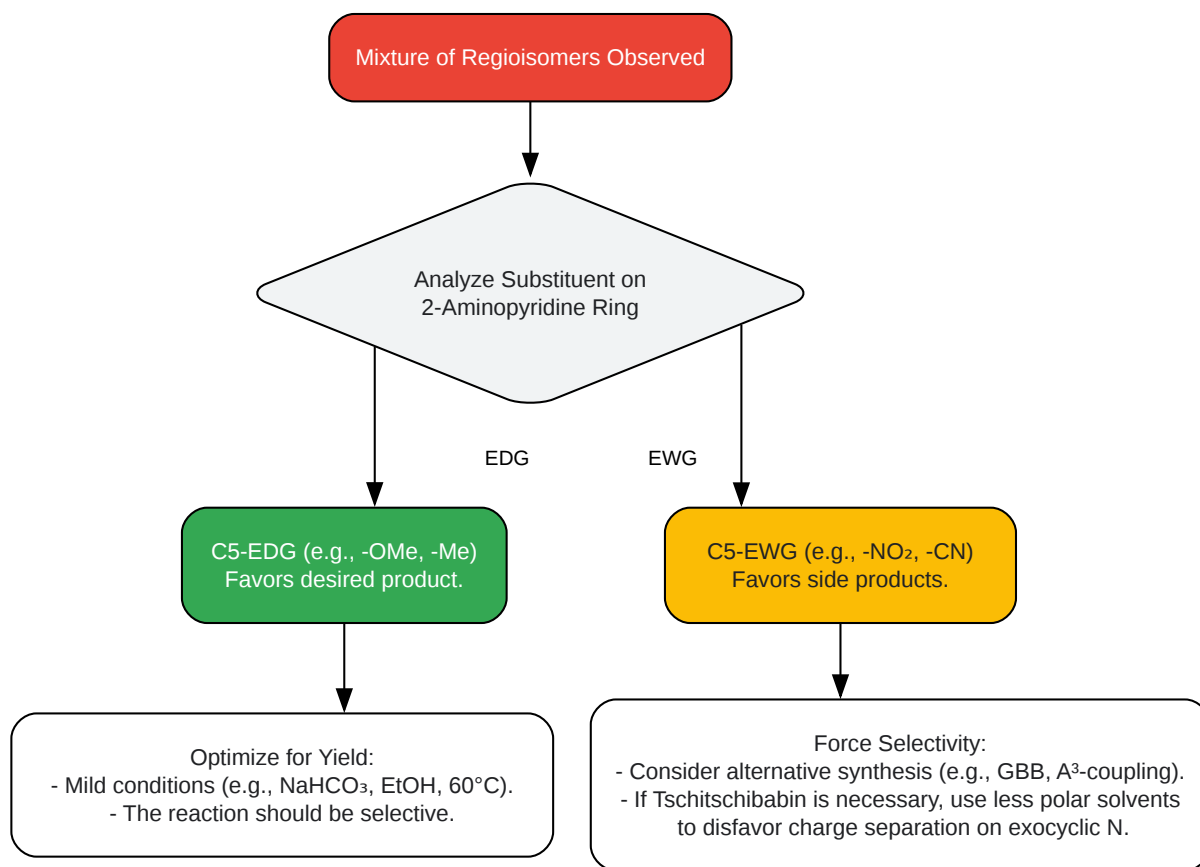 Mixture of Regioisomers Observed
Analyze Substituent on
2-Aminopyridine Ring
EDG
EWG
C5-EDG (e.g., -OMe, -Me)
Favors desired product.
C5-EWG (e.g., -NO₂, -CN)
Favors side products.
Optimize for Yield:
- Mild conditions (e.g., NaHCO₃, EtOH, 60°C).
- The reaction should be selective.
Force Selectivity:
- Consider alternative synthesis (e.g., GBB, A³-coupling).
- If Tschitschibabin is necessary, use less polar solvents
to disfavor charge separation on exocyclic N.